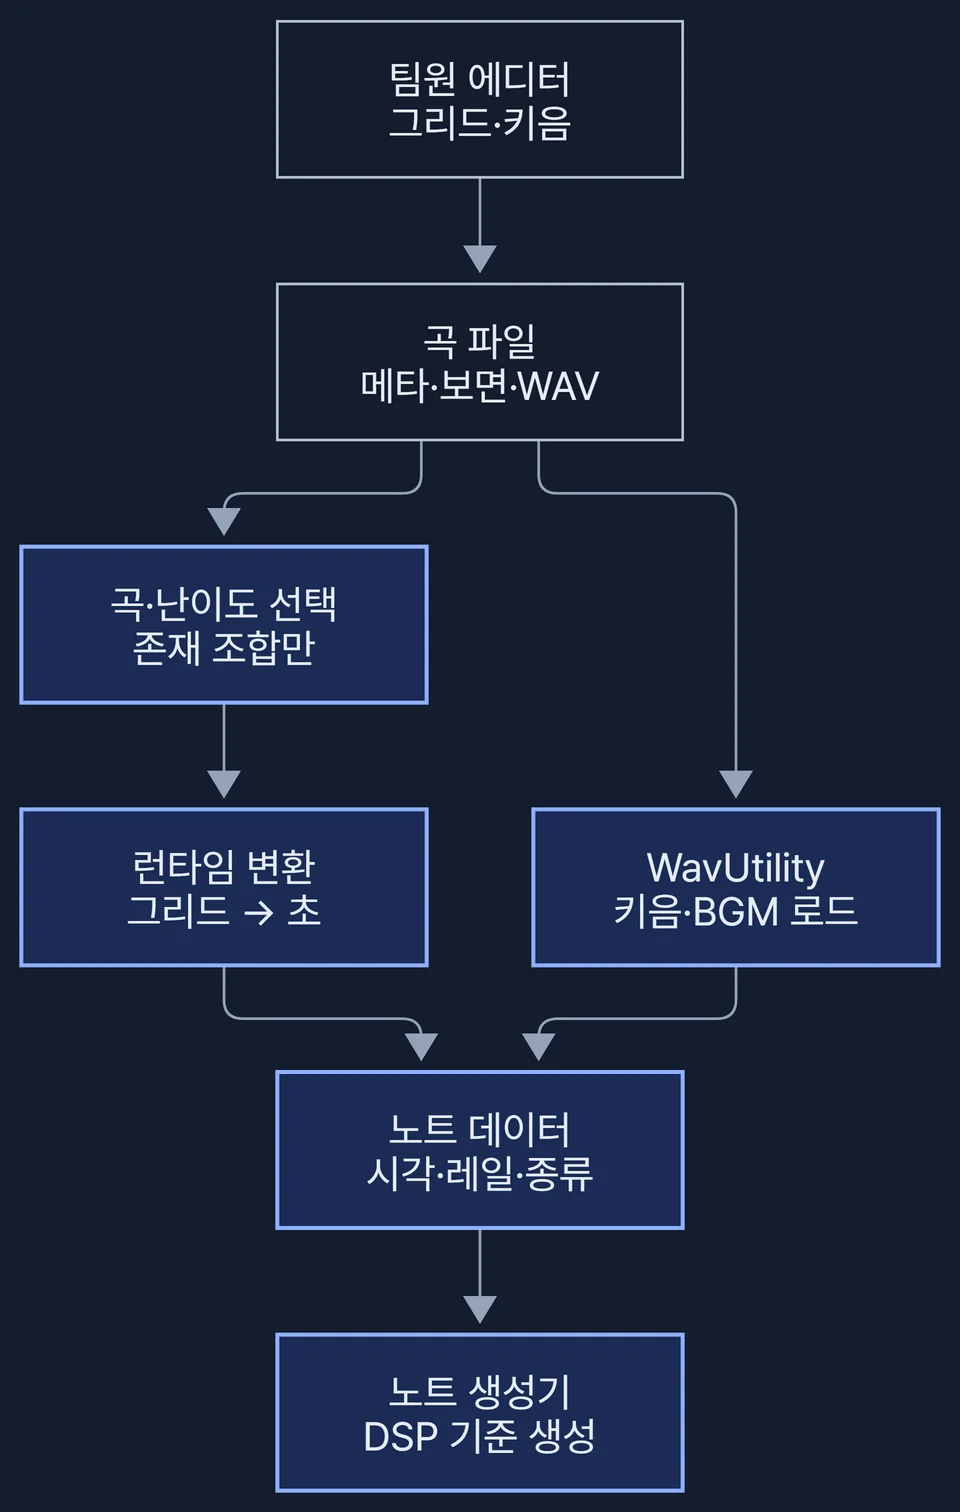 팀원 에디터
그리드·키음
곡 파일
메타·보면·WAV
곡·난이도 선택
존재 조합만
런타임 변환
그리드 → 초
WavUtility
키음·BGM 로드
노트 데이터
시각·레일·종류
노트 생성기
DSP 기준 생성